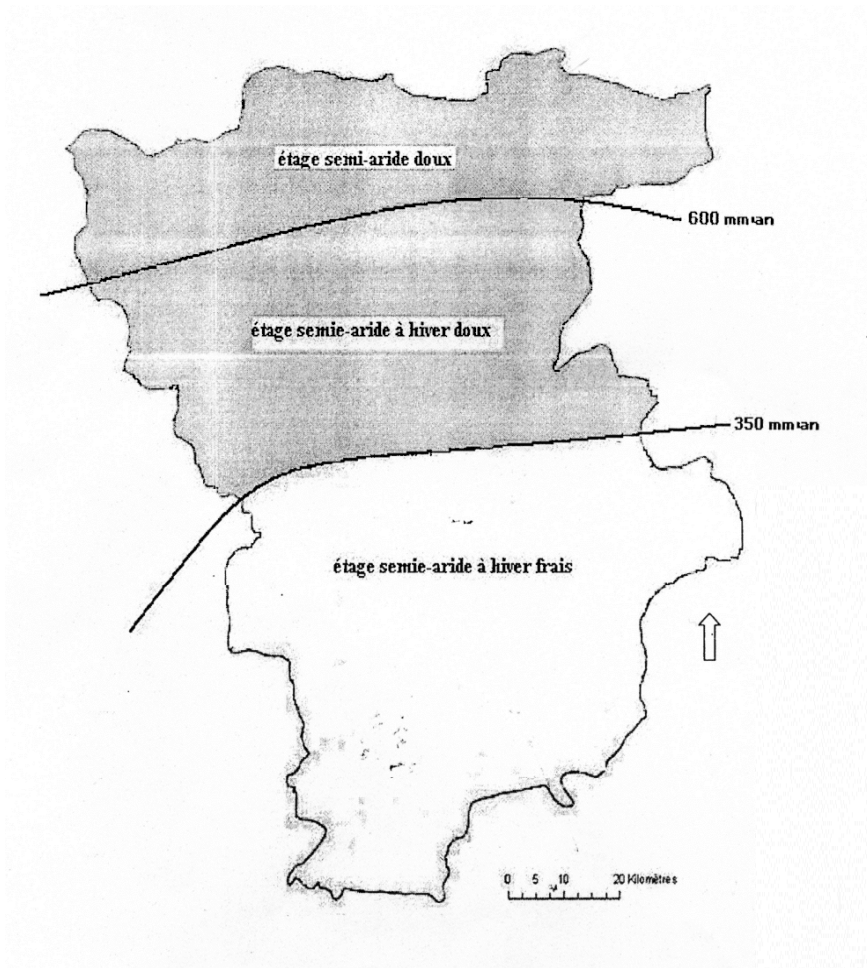 étage semi-aride doux
600 mm/an
étage semie-aride à hiver doux
350 mm/an
étage semie-aride à hiver frais
0 5 10 20 Kilomètres